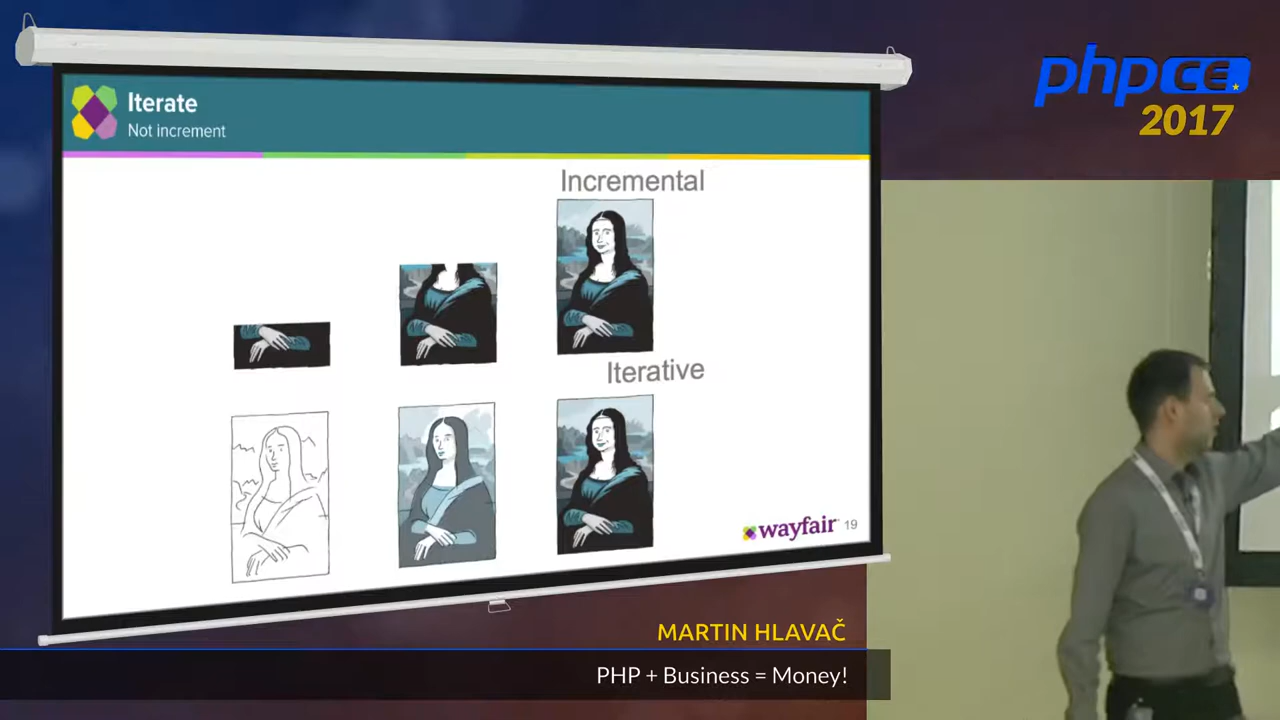 Iterate
Not increment
Incremental
Iterative
wayfair
19
phpce
2017
MARTIN HLAVAČ
PHP + Business = Money!